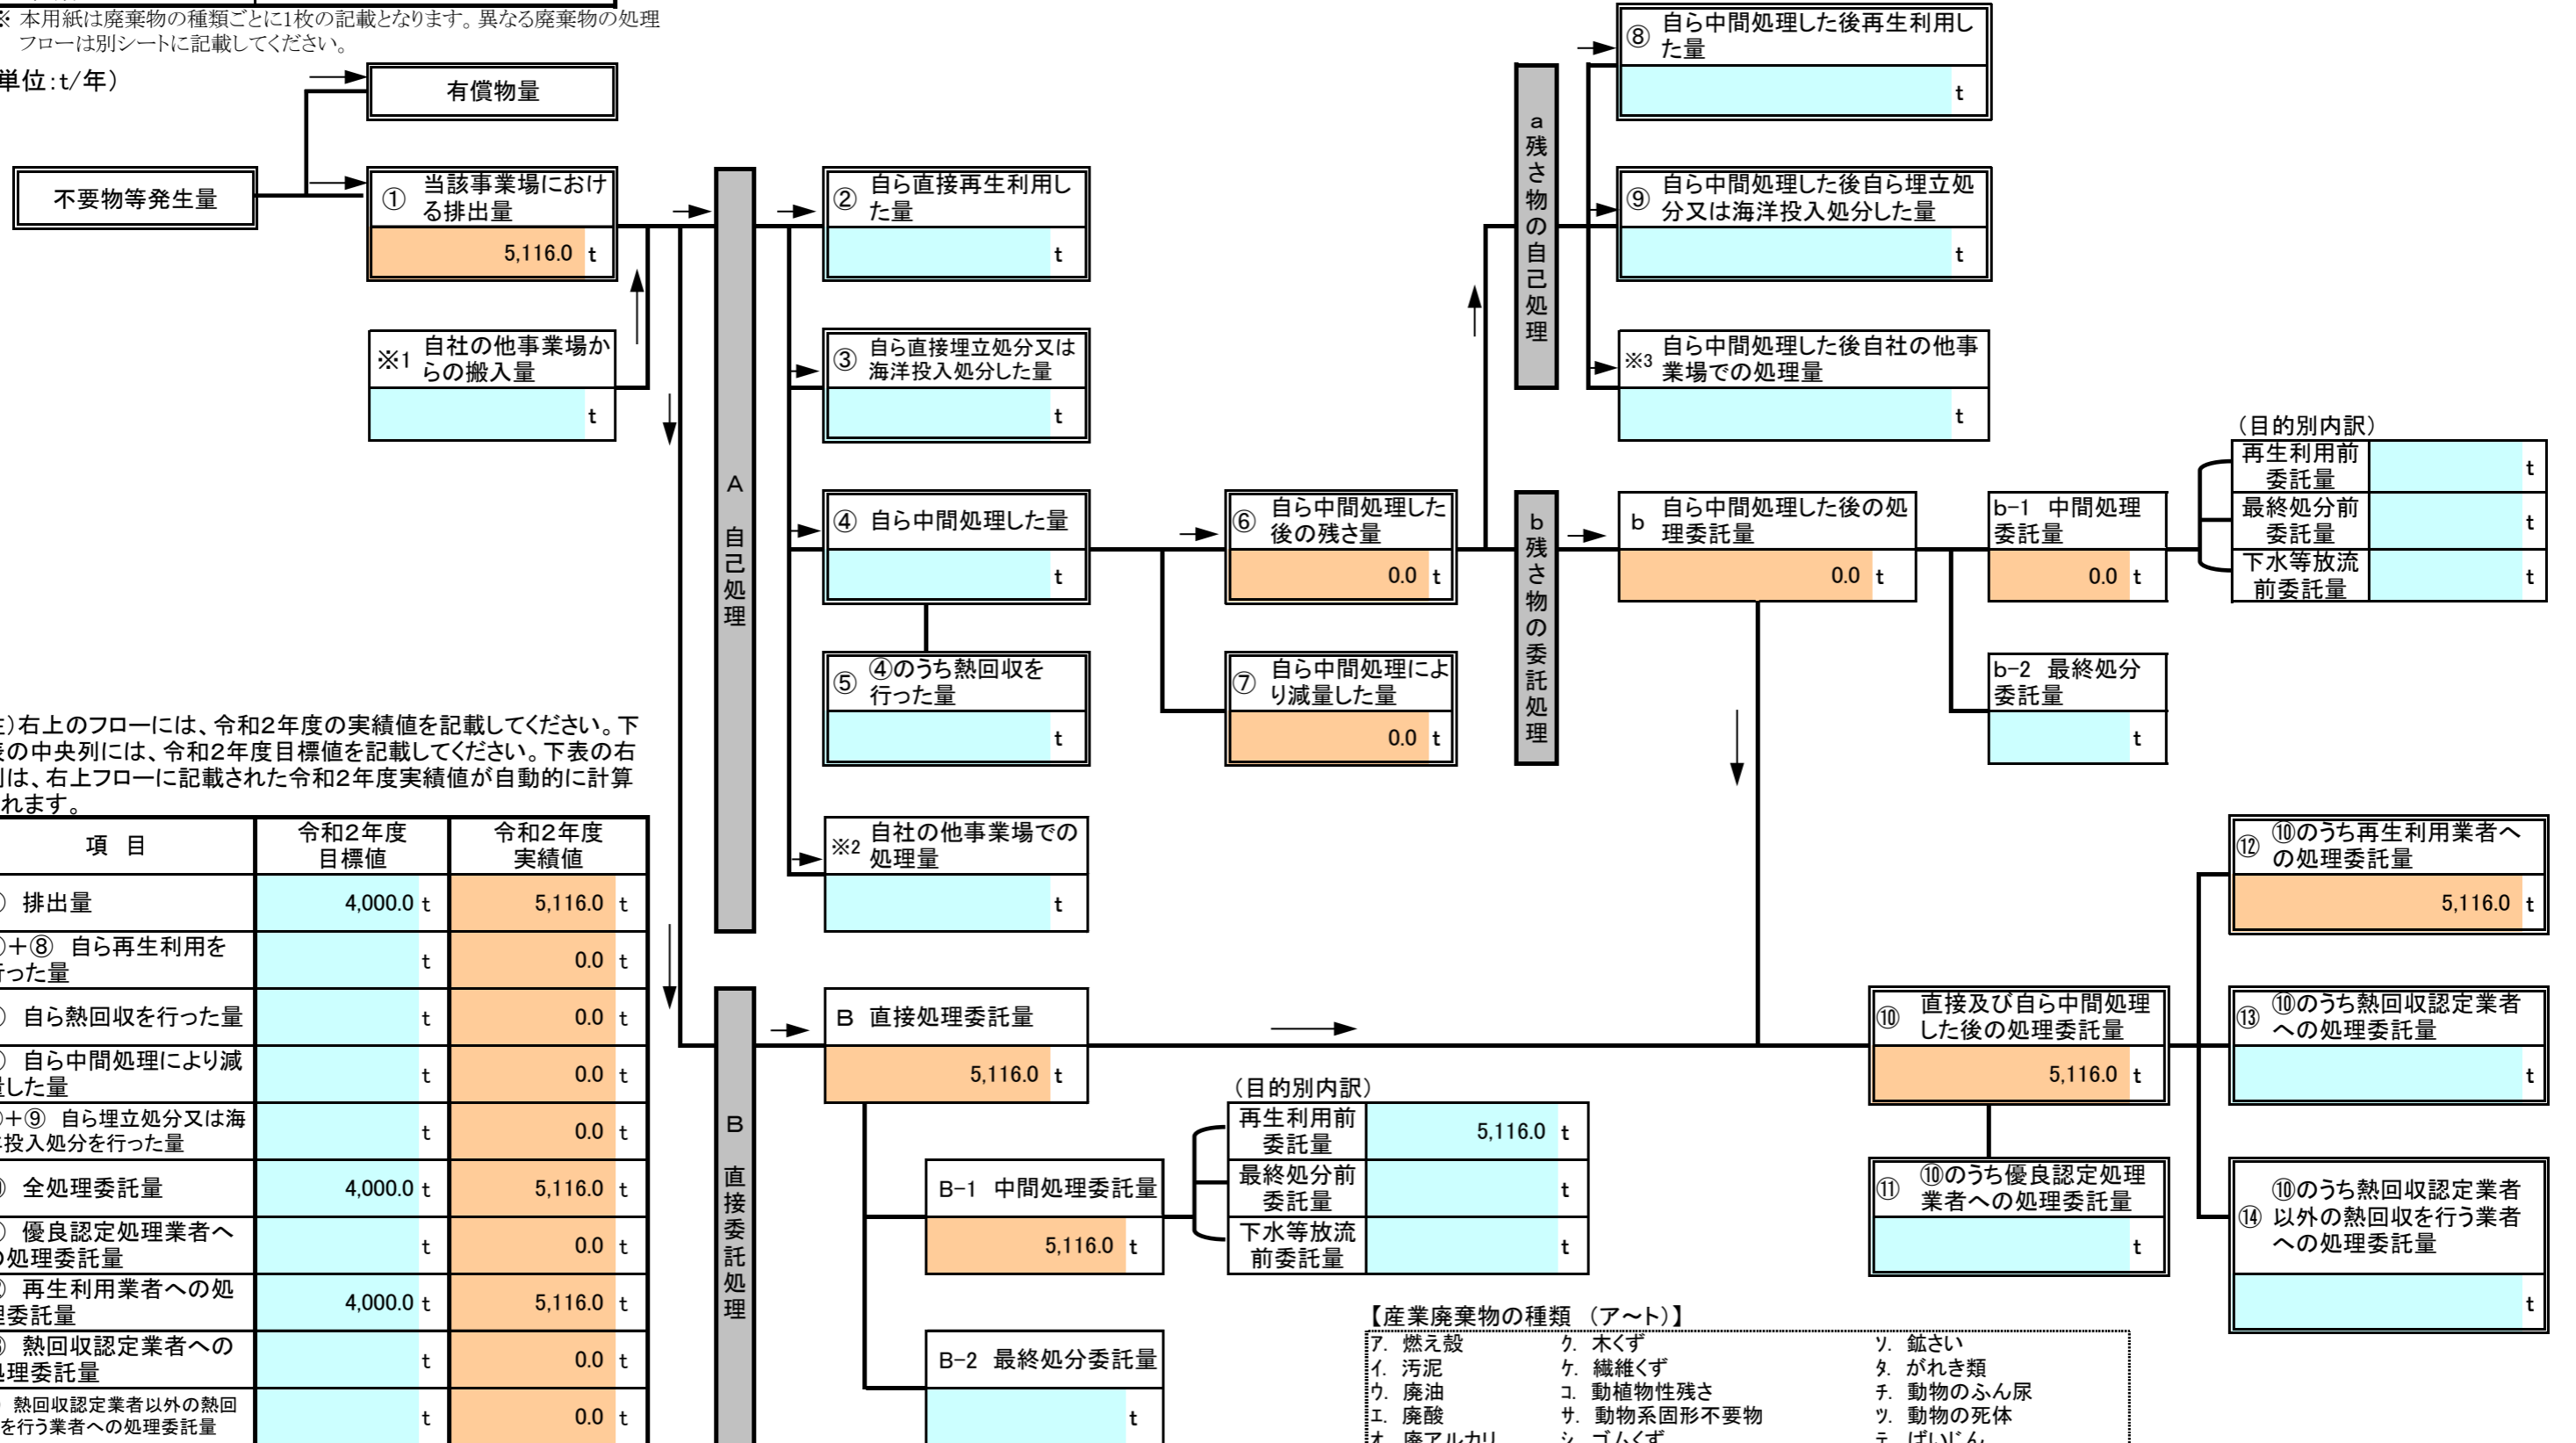 ※ 本用紙は廃棄物の種類ごとに1枚の記載となります。異なる廃棄物の処理
フローは別シートに記載してください。
単位:t/年)
有償物量
不要物等発生量
① 当該事業場におけ
る排出量
5,116.0 t
※1 自社の他事業場か
らの搬入量
t
A 自己処理
② 自ら直接再生利用し
た量
t
③ 自ら直接埋立処分又は
海洋投入処分した量
t
④ 自ら中間処理した量
t
⑤ ④のうち熱回収を
行った量
t
※2 自社の他事業場での
処理量
t
⑥ 自ら中間処理した
後の残さ量
0.0 t
⑦ 自ら中間処理によ
り減量した量
0.0 t
a残さ物の自己処理
⑧ 自ら中間処理した後再生利用し
た量
t
⑨ 自ら中間処理した後自ら埋立処
分又は海洋投入処分した量
t
※3 自ら中間処理した後自社の他事
業場での処理量
t
b残さ物の委託処理
b 自ら中間処理した後の処
理委託量
0.0 t
b-1 中間処理
委託量
0.0 t
b-2 最終処分
委託量
t
(目的別内訳)
再生利用前
委託量
t
最終処分前
委託量
t
下水等放流
前委託量
t
)右上のフローには、令和2年度の実績値を記載してください。下
表の中央列には、令和2年度目標値を記載してください。下表の右
列は、右上フローに記載された令和2年度実績値が自動的に計算
れます。
項 目 令和2年度
目標値 令和2年度
実績値
) 排出量 4,000.0 t 5,116.0 t
)+⑧ 自ら再生利用を
行った量 t 0.0 t
) 自ら熱回収を行った量 t 0.0 t
) 自ら中間処理により減
量した量 t 0.0 t
)+⑨ 自ら埋立処分又は海
洋投入処分を行った量 t 0.0 t
) 全処理委託量 4,000.0 t 5,116.0 t
) 優良認定処理業者へ
の処理委託量 t 0.0 t
) 再生利用業者への処
理委託量 4,000.0 t 5,116.0 t
) 熱回収認定業者への
処理委託量 t 0.0 t
熱回収認定業者以外の熱回
を行う業者への処理委託量 t 0.0 t
B 直接委託処理
B 直接処理委託量
5,116.0 t
B-1 中間処理委託量
5,116.0 t
B-2 最終処分委託量
t
(目的別内訳)
再生利用前
委託量
5,116.0 t
最終処分前
委託量
t
下水等放流
前委託量
t
⑩ 直接及び自ら中間処理
した後の処理委託量
5,116.0 t
⑪ ⑩のうち優良認定処理
業者への処理委託量
t
⑫ ⑩のうち再生利用業者へ
の処理委託量
5,116.0 t
⑬ ⑩のうち熱回収認定業者
への処理委託量
t
⑭ ⑩のうち熱回収認定業者
以外の熱回収を行う業者
への処理委託量
t
【産業廃棄物の種類 (ア~ト)】
ア. 燃え殻 ク. 木くず ソ. 鉱さい
イ. 汚泥 ケ. 繊維くず タ. がれき類
ウ. 廃油 コ. 動植物性残さ チ. 動物のふん尿
エ. 廃酸 サ. 動物系固形不要物 ツ. 動物の死体
オ. 廃アルカリ シ. ゴムくず テ. ばいじん